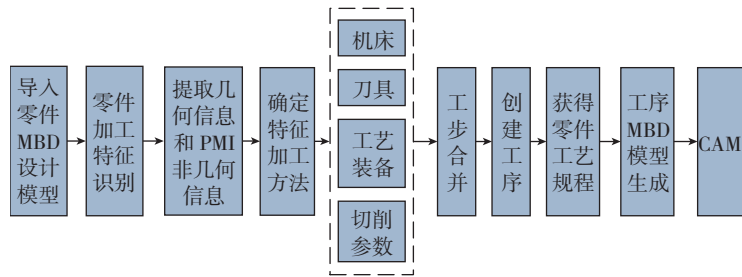 导入
零件
MBD
设计
模型
零件
加工
特征
识别
提取几
何信息
和 PMI
非几何
信息
确定
特征
加工
方法
机床
刀具
工艺
装备
切削
参数
工
步
合
并
创
建
工
序
获得
零件
工艺
规程
工序
MBD
模型
生成
CAM